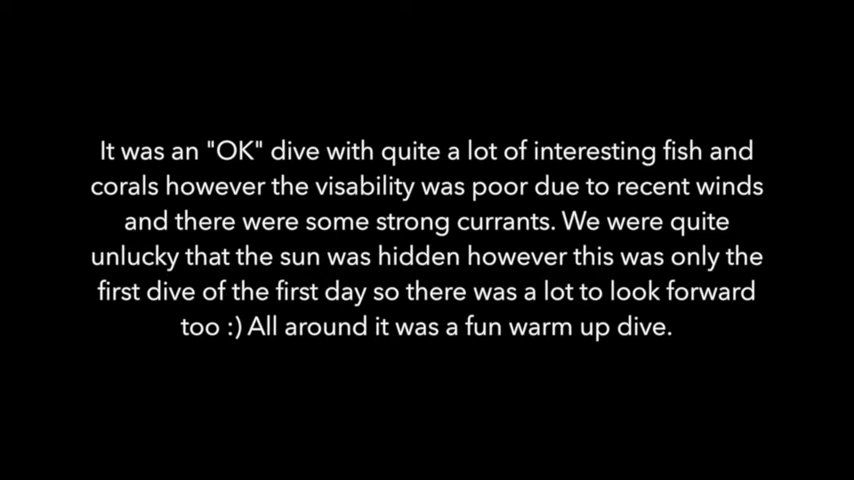 It was an "OK" dive with quite a lot of interesting fish and
corals however the visability was poor due to recent winds
and there were some strong currants. We were quite
unlucky that the sun was hidden however this was only the
first dive of the first day so there was a lot to look forward
too :) All around it was a fun warm up dive.